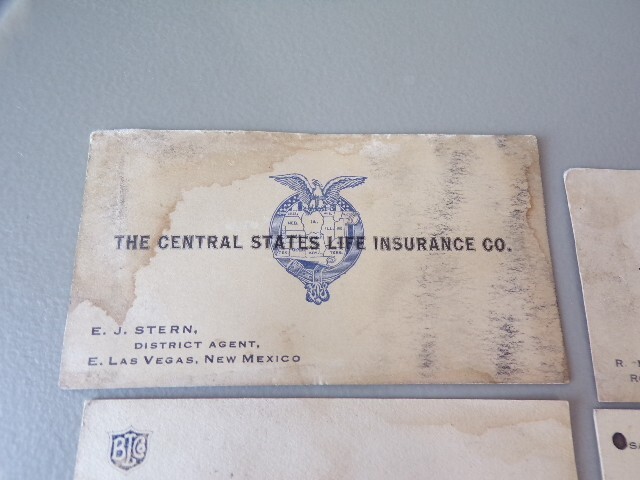 THE CENTRAL STATES LIFE INSURANCE CO.
E. J. STERN,
DISTRICT AGENT,
E. LAS VEGAS, NEW MEXICO